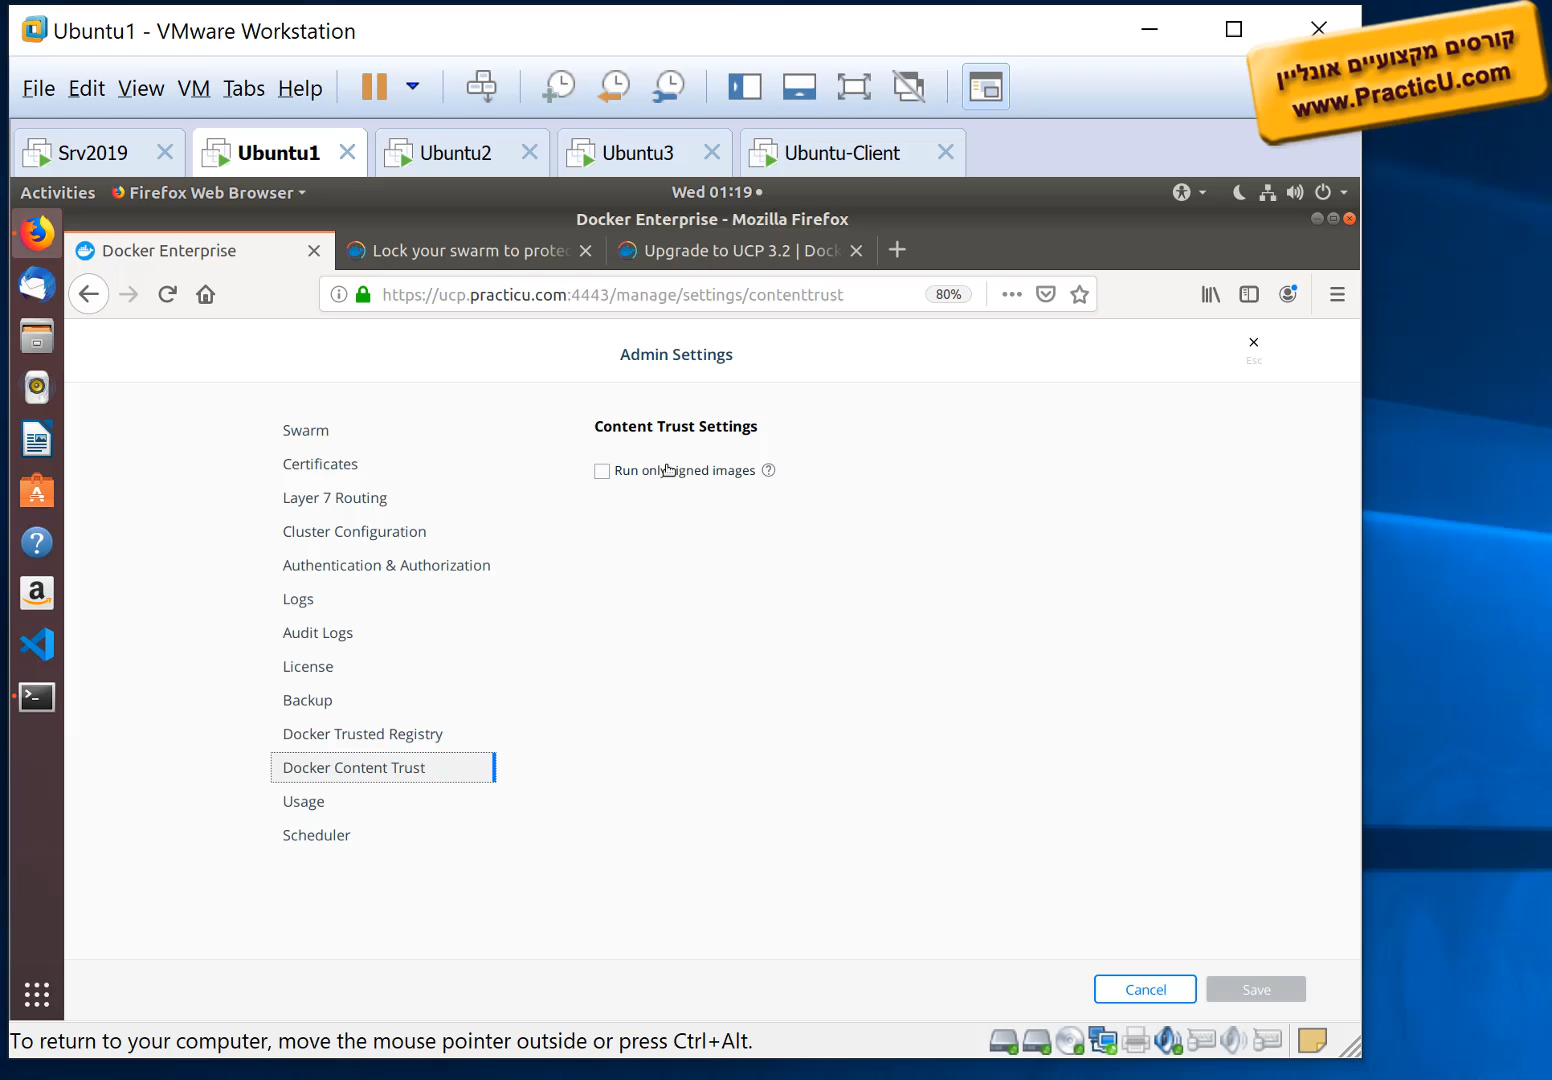 Ubuntu1 - VMware Workstation
קורסים מקצועיים אונליין
www.PracticU.com
File Edit View VM Tabs Help
Srv2019
Ubuntu1
Ubuntu2
Ubuntu3
Ubuntu-Client
Activities
Firefox Web Browser
Wed 01:19
Docker Enterprise - Mozilla Firefox
Docker Enterprise
Lock your swarm to prote
Upgrade to UCP 3.2 | Dock
https://ucp.practicu.com:4443/manage/settings/contenttrust
80%
Admin Settings
Esc
Swarm
Certificates
Layer 7 Routing
Cluster Configuration
Authentication & Authorization
Logs
Audit Logs
License
Backup
Docker Trusted Registry
Docker Content Trust
Usage
Scheduler
Content Trust Settings
Run only signed images
Cancel
Save
To return to your computer, move the mouse pointer outside or press Ctrl+Alt.